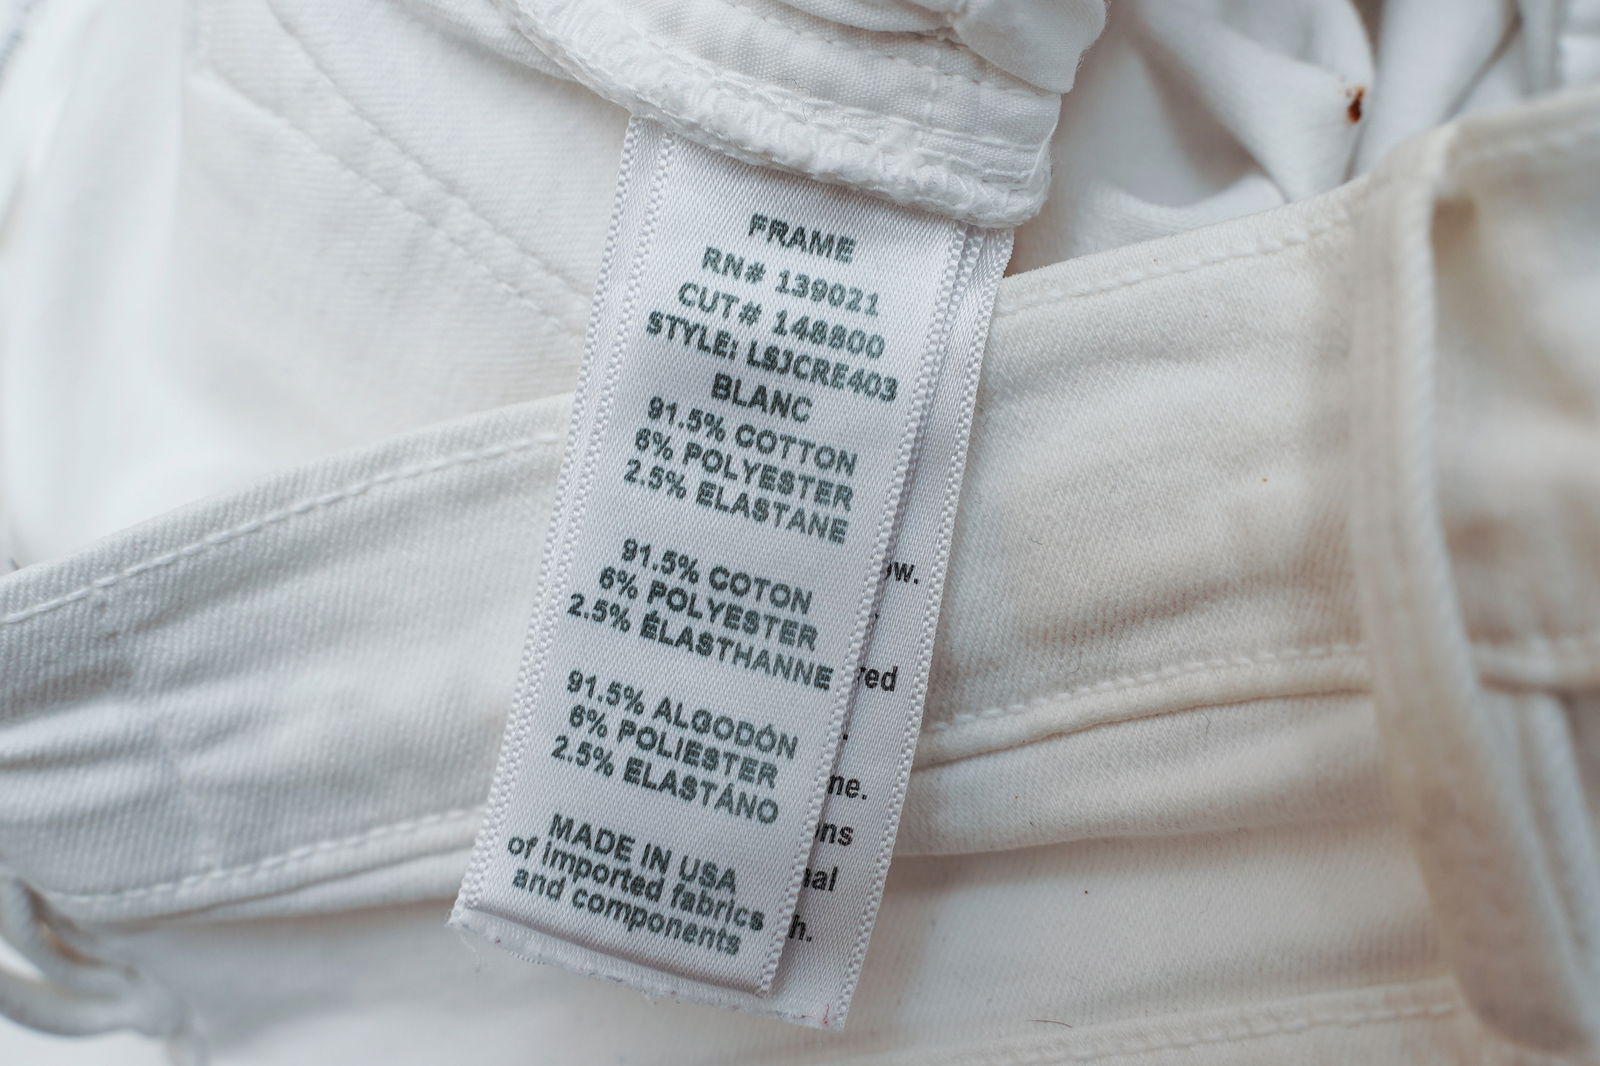 FRAME
RN# 139021
CUT# 148800
STYLE: LSJCRE403
BLANC
91.5% COTTON
6% POLYESTER
2.5% ELASTANE
91.5% COTON
6% POLYESTER
2.5% ÉLASTHANNE
91.5% ALGODÓN
6% POLIESTER
2.5% ELASTÁNO
MADE IN USA
of imported fabrics
and components